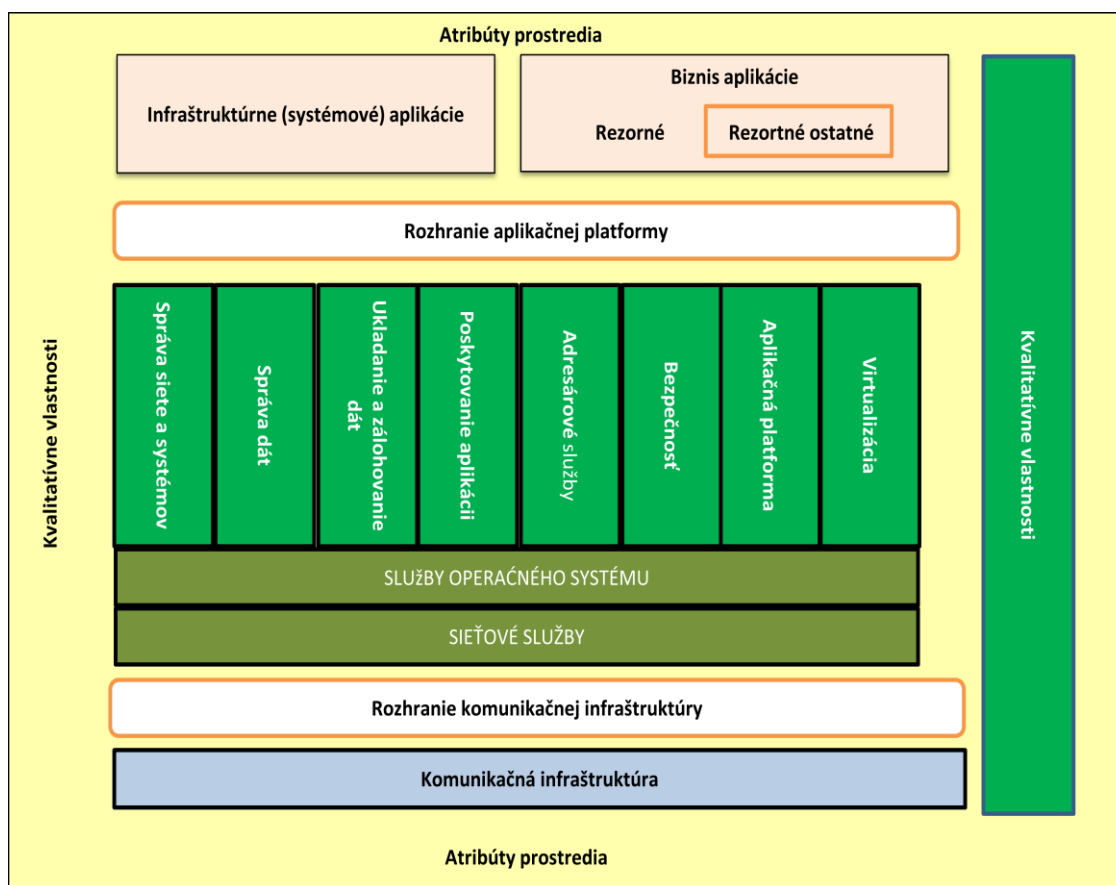 Atribúty prostredia
Infraštruktúrne (systémové) aplikácie
Biznis aplikácie
Rezorné
Rezortné ostatné
Rozhranie aplikačnej platformy
Kvalitatívne vlastnosti
Správa siete a systémov
Správa dát
Ukladanie a zálohovanie
dát
Poskytovanie aplikácii
Adresárové služby
Bezpečnosť
Aplikačná platforma
Virtualizácia
Kvalitatívne vlastnosti
SLUžBY OPERAĆNÉHO SYSTÉMU
SIEŤOVÉ SLUŽBY
Rozhranie komunikačnej infraštruktúry
Komunikačná infraštruktúra
Atribúty prostredia